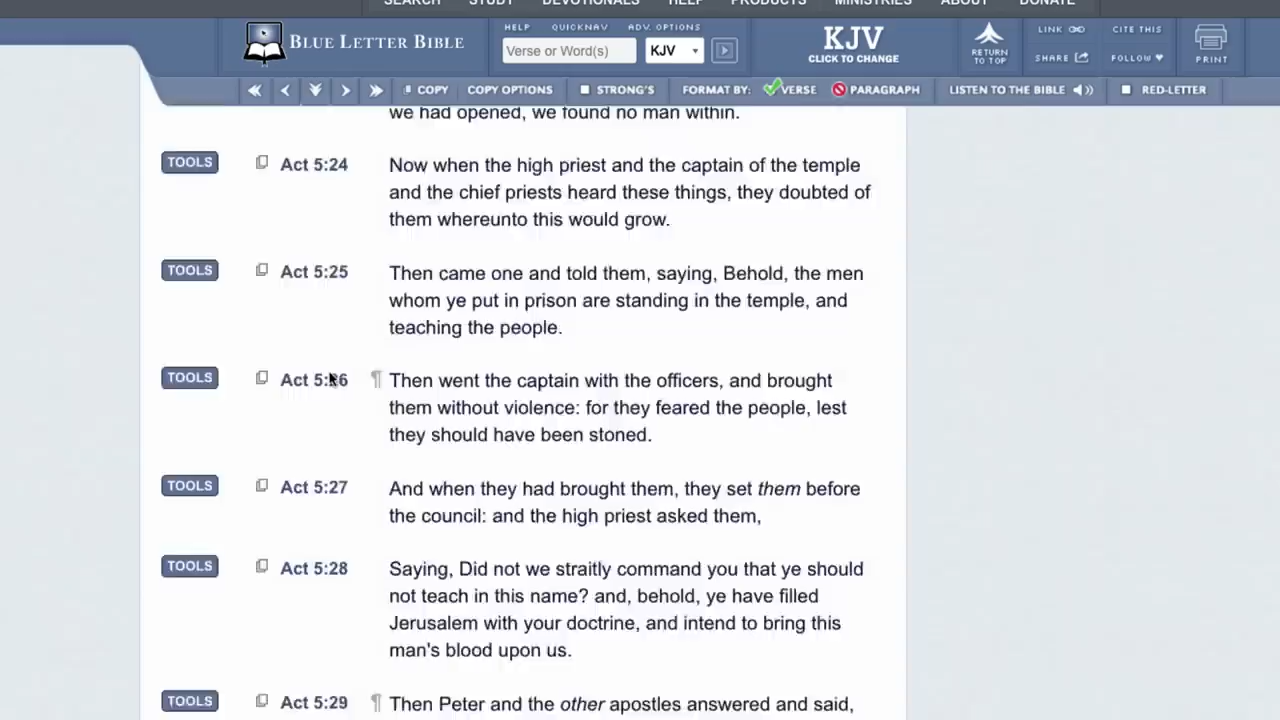 SEARCH STUDY DEVOTIONALS HELP PRODUCTS MINISTRIES ABOUT DONATE
BLUE LETTER BIBLE
HELP QUICKNAV ADV. OPTIONS
Verse or Word(s) KJV
KJV
CLICK TO CHANGE
RETURN
TO TOP
LINK CITE THIS
SHARE FOLLOW
PRINT
COPY COPY OPTIONS STRONG'S FORMAT BY: VERSE PARAGRAPH LISTEN TO THE BIBLE RED-LETTER
we had opened, we found no man within.
TOOLS Act 5:24 Now when the high priest and the captain of the temple
and the chief priests heard these things, they doubted of
them whereunto this would grow.
TOOLS Act 5:25 Then came one and told them, saying, Behold, the men
whom ye put in prison are standing in the temple, and
teaching the people.
TOOLS Act 5:26 ¶ Then went the captain with the officers, and brought
them without violence: for they feared the people, lest
they should have been stoned.
TOOLS Act 5:27 And when they had brought them, they set them before
the council: and the high priest asked them,
TOOLS Act 5:28 Saying, Did not we straitly command you that ye should
not teach in this name? and, behold, ye have filled
Jerusalem with your doctrine, and intend to bring this
man's blood upon us.
TOOLS Act 5:29 ¶ Then Peter and the other apostles answered and said,